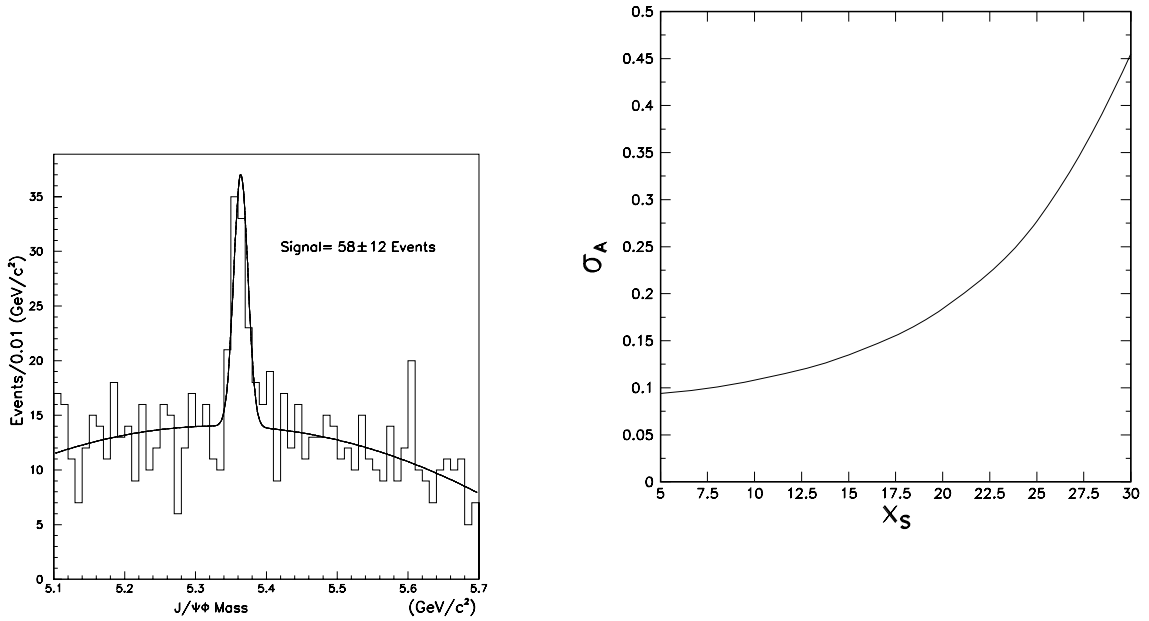 35
30
25
20
15
10
5
0
Events/0.01 (GeV/c²)
Signal= 58±12 Events
5.1 5.2 5.3 5.4 5.5 5.6 5.7
J/ψϕ Mass (GeV/c²)
0.5
0.45
0.4
0.35
0.3
0.25
0.2
0.15
0.1
0.05
0
σA
5 7.5 10 12.5 15 17.5 20 22.5 25 27.5 30
xs